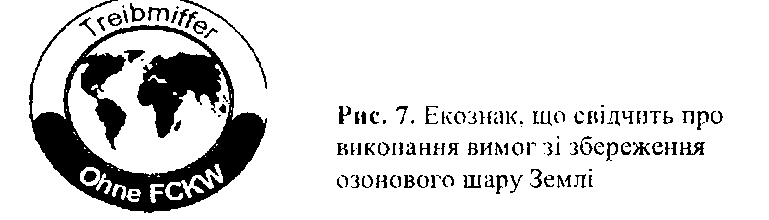 Treibmiffer
Ohne FCKW
Рис. 7. Екознак, що свідчить про
виконання вимог зі збереження
озонового шару Землі